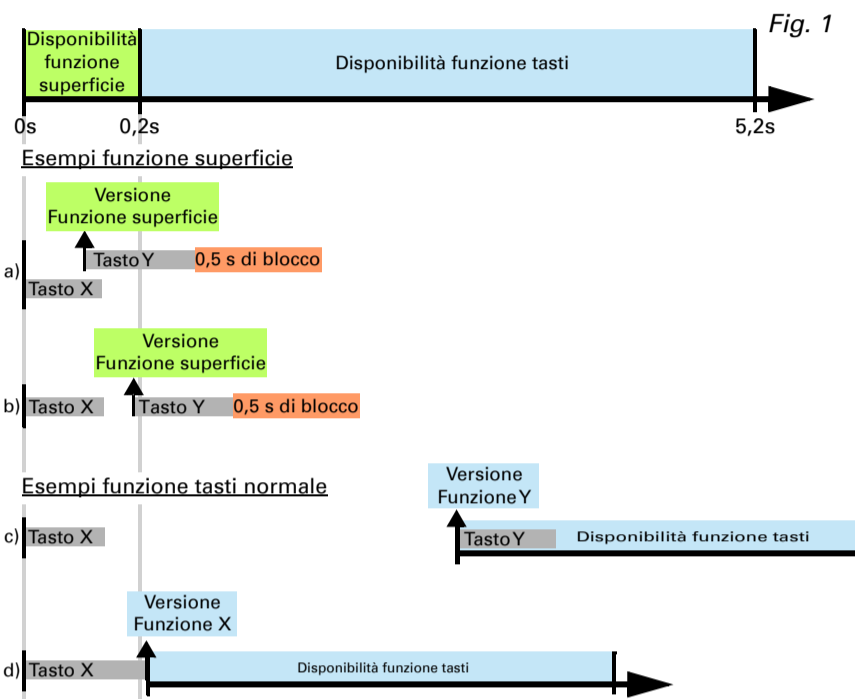 Fig. 1
Disponibilità
funzione
superficie
Disponibilità funzione tasti
0s
0,2s
5,2s
Esempi funzione superficie
Versione
Funzione superficie
a)
Tasto Y
0,5 s di blocco
Tasto X
Versione
Funzione superficie
b)
Tasto X
Tasto Y
0,5 s di blocco
Esempi funzione tasti normale
Versione
Funzione Y
c)
Tasto X
Tasto Y
Disponibilità funzione tasti
Versione
Funzione X
d)
Tasto X
Disponibilità funzione tasti